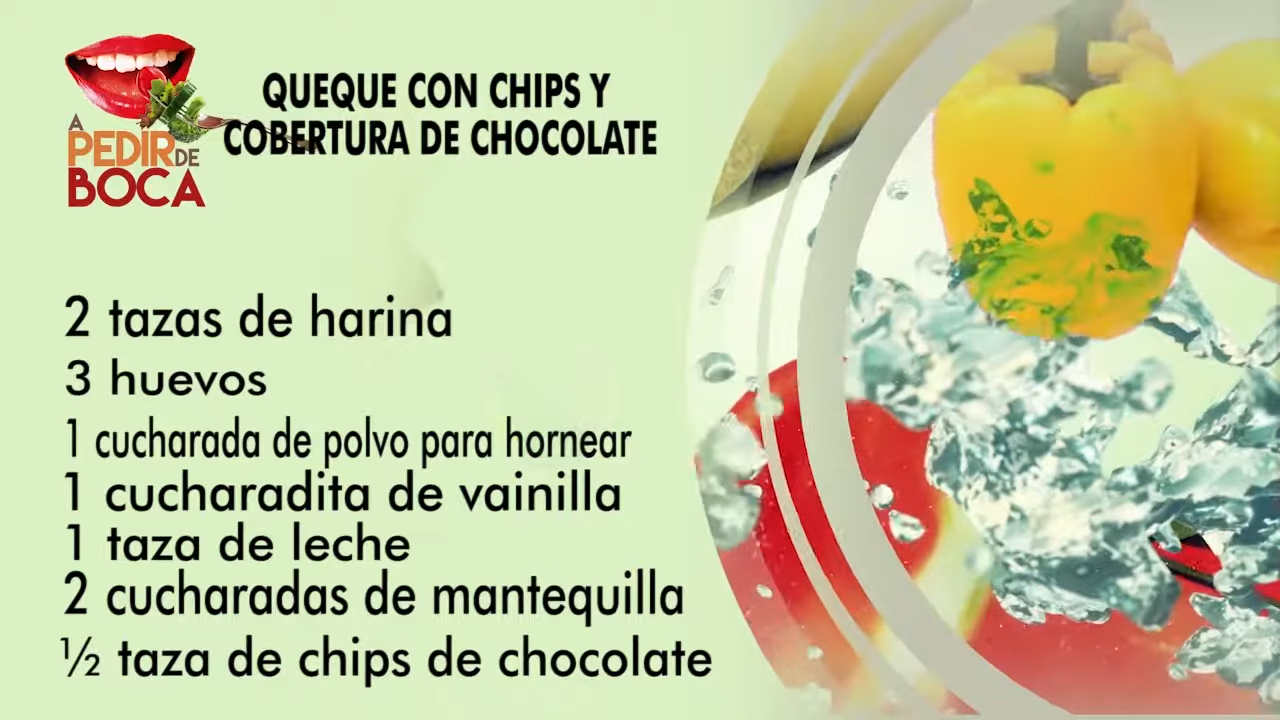 A
PEDIR DE
BOCA
QUEQUE CON CHIPS Y
COBERTURA DE CHOCOLATE
2 tazas de harina
3 huevos
1 cucharada de polvo para hornear
1 cucharadita de vainilla
1 taza de leche
2 cucharadas de mantequilla
½ taza de chips de chocolate